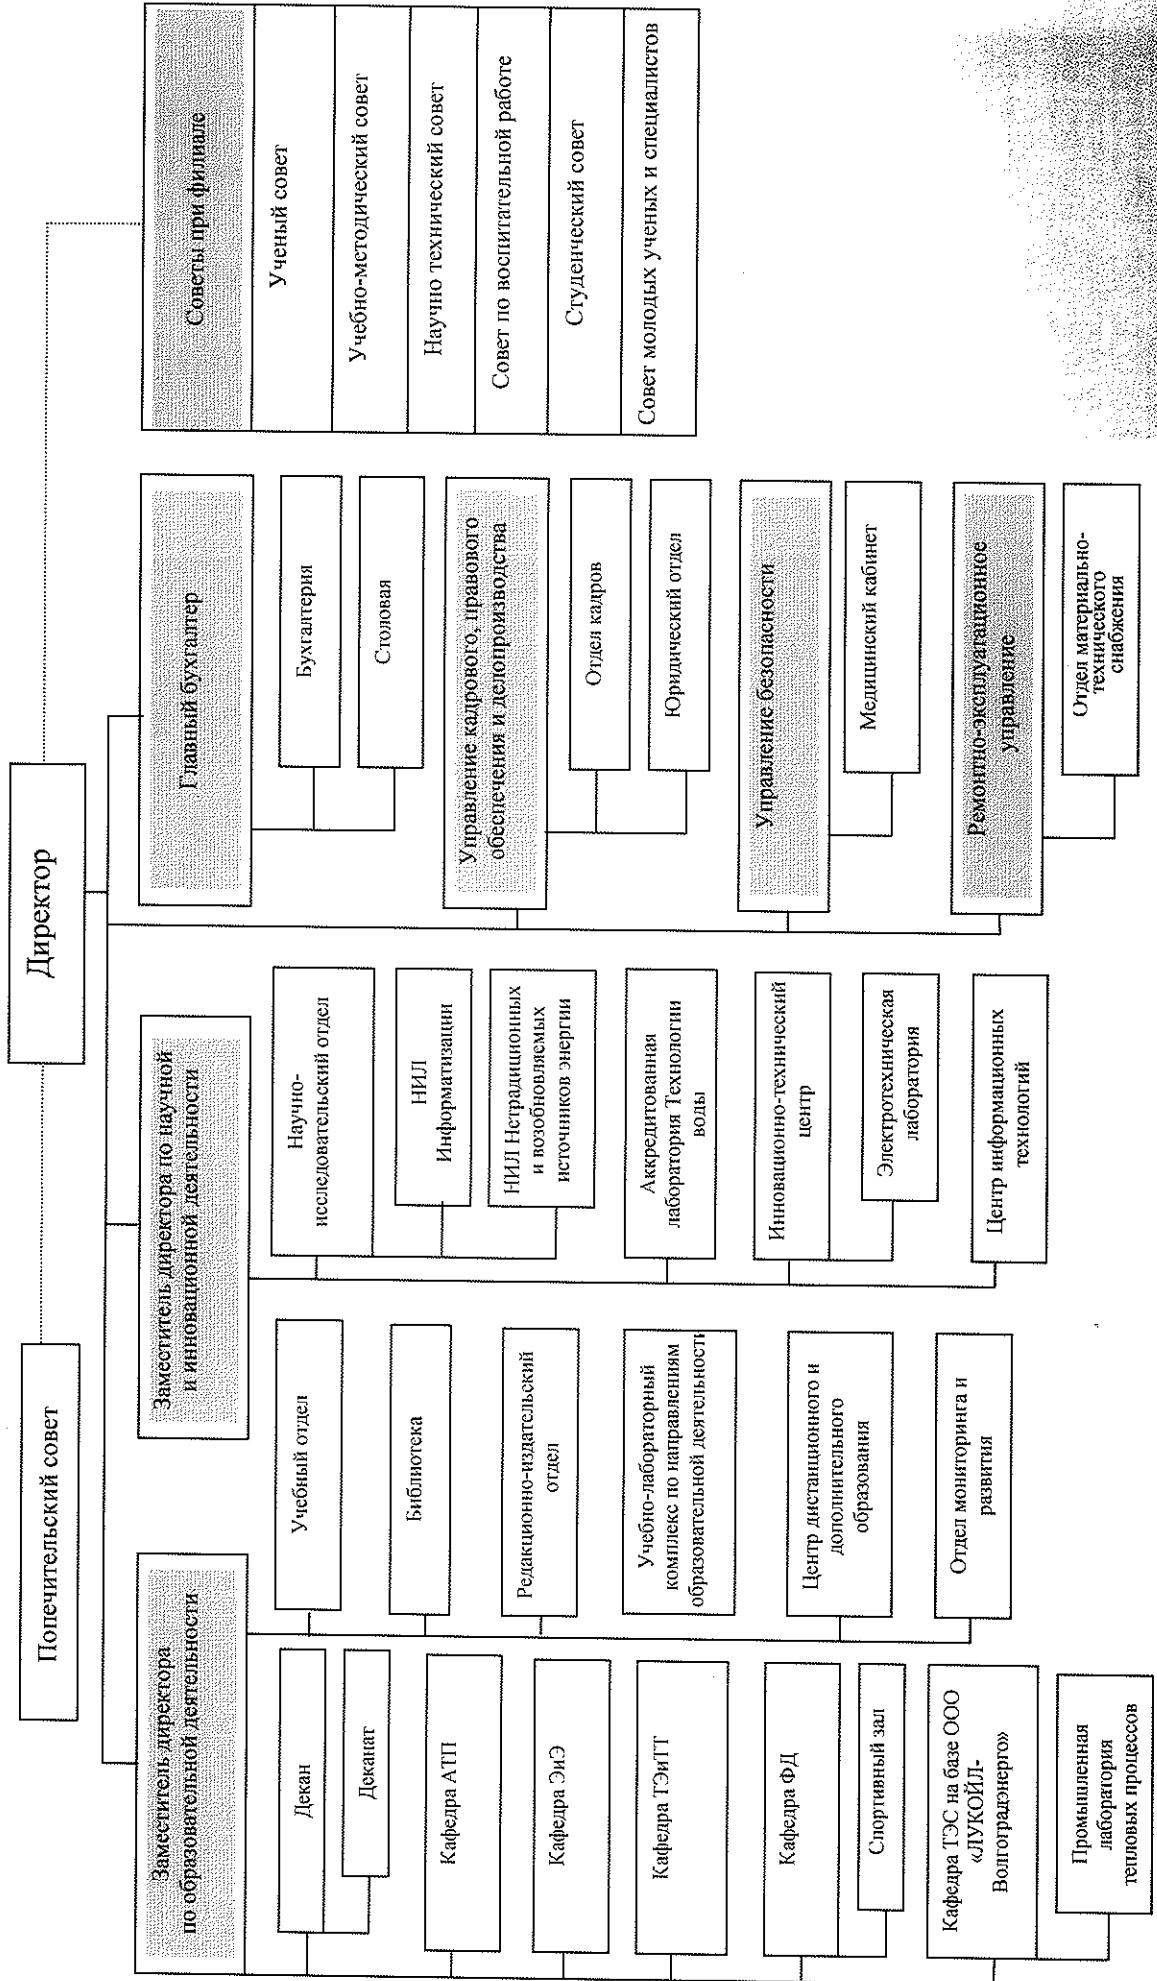 Попечительский совет
Директор
Заместитель директора
по образовательной деятельности
Декан
Деканат
Кафедра АТП
Кафедра ЭиЭ
Кафедра ТЭиТТ
Кафедра ФД
Спортивный зал
Кафедра ТЭС на базе ООО
«ЛУКОЙЛ-
Волгоградэнерго»
Промышленная
лаборатория
тепловых процессов
Учебный отдел
Библиотека
Редакционно-издательский
отдел
Учебно-лабораторный
комплекс по направлениям
образовательной деятельности
Центр дистанционного и
дополнительного
образования
Отдел мониторинга и
развития
Заместитель директора по научной
и инновационной деятельности
Научно-
исследовательский отдел
НИЛ
Информатизации
НИЛ Нетрадиционных
и возобновляемых
источников энергии
Аккредитованная
лаборатория Технологии
воды
Инновационно-технический
центр
Электротехническая
лаборатория
Центр информационных
технологий
Главный бухгалтер
Бухгалтерия
Столовая
Управление кадрового, правового
обеспечения и делопроизводства
Отдел кадров
Юридический отдел
Управление безопасности
Медицинский кабинет
Ремонтно-эксплуатационное
управление
Отдел материально-
технического
снабжения
Советы при филиале
Ученый совет
Учебно-методический совет
Научно технический совет
Совет по воспитательной работе
Студенческий совет
Совет молодых ученых и специалистов